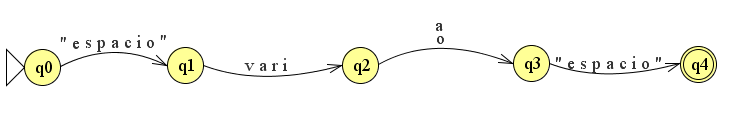 q0
"espacio"
q1
vari
q2
a
o
q3
"espacio"
q4